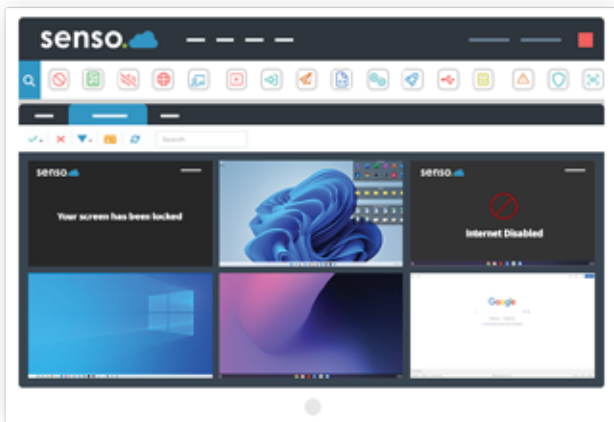 senso.
Search
senso
Your screen has been locked
senso
Internet Disabled
Google